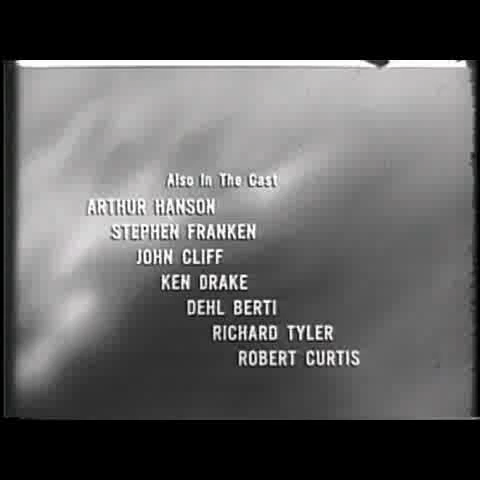 Also In The Cast
ARTHUR HANSON
STEPHEN FRANKEN
JOHN CLIFF
KEN DRAKE
DEHL BERTI
RICHARD TYLER
ROBERT CURTIS